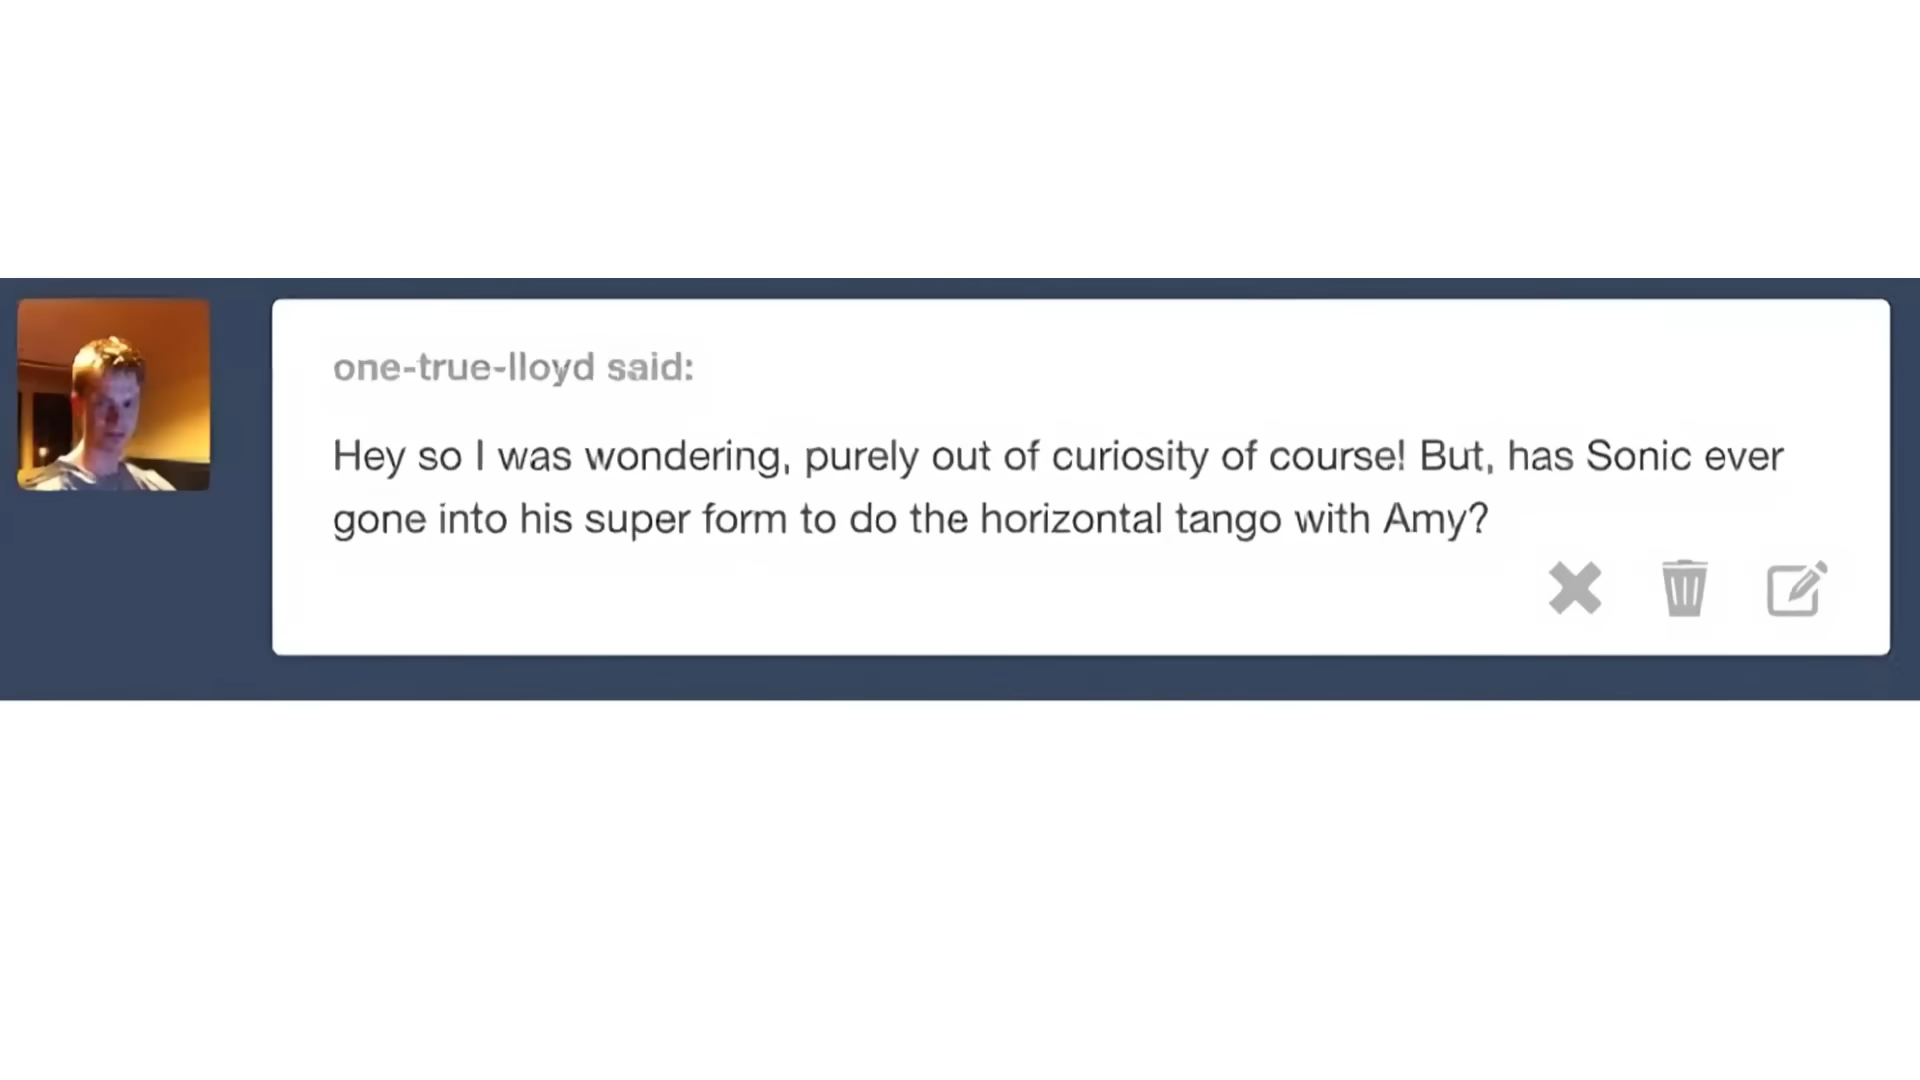 one-true-lloyd said:
Hey so I was wondering, purely out of curiosity of course! But, has Sonic ever
gone into his super form to do the horizontal tango with Amy?